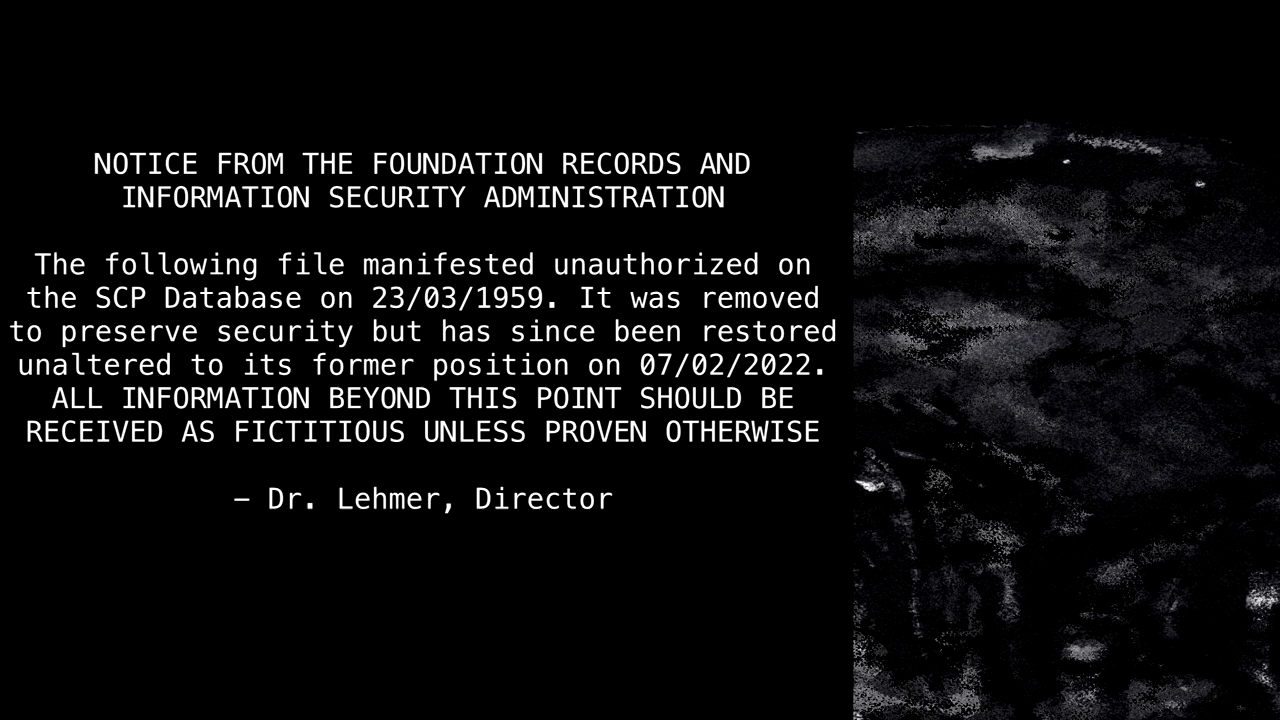 NOTICE FROM THE FOUNDATION RECORDS AND
INFORMATION SECURITY ADMINISTRATION
The following file manifested unauthorized on
the SCP Database on 23/03/1959. It was removed
to preserve security but has since been restored
unaltered to its former position on 07/02/2022.
ALL INFORMATION BEYOND THIS POINT SHOULD BE
RECEIVED AS FICTITIOUS UNLESS PROVEN OTHERWISE
– Dr. Lehmer, Director